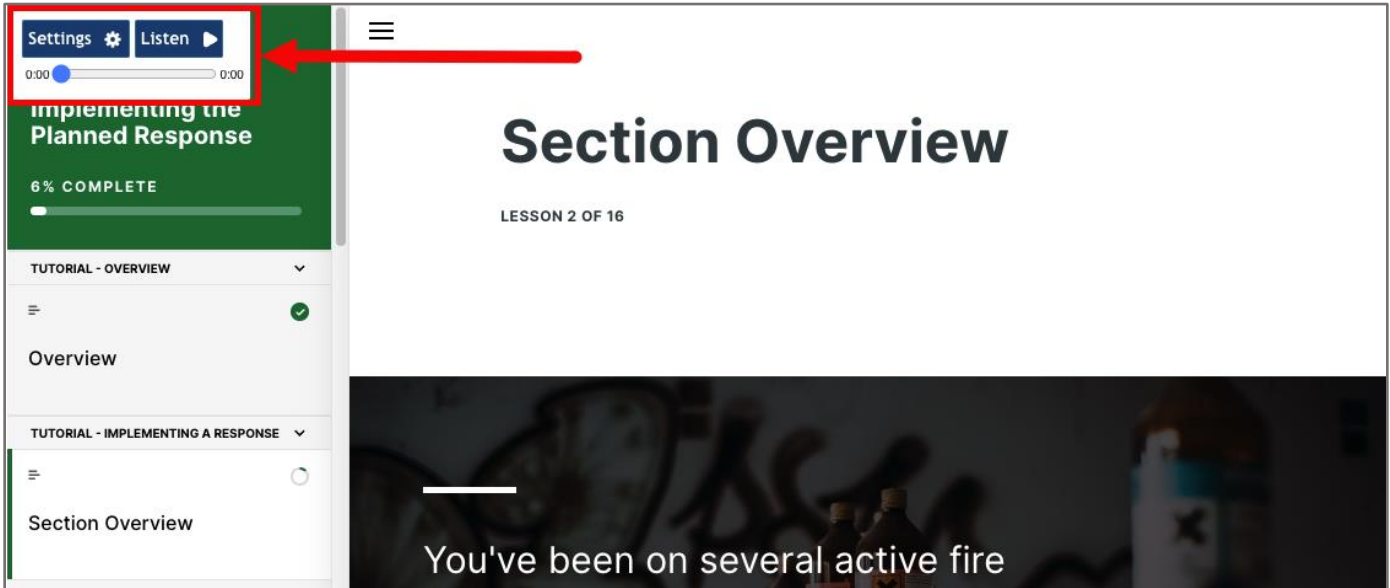 Settings Listen
0:00 0:00
Implementing the
Planned Response
6% COMPLETE
TUTORIAL - OVERVIEW
Overview
TUTORIAL - IMPLEMENTING A RESPONSE
Section Overview
Section Overview
LESSON 2 OF 16
You've been on several active fire